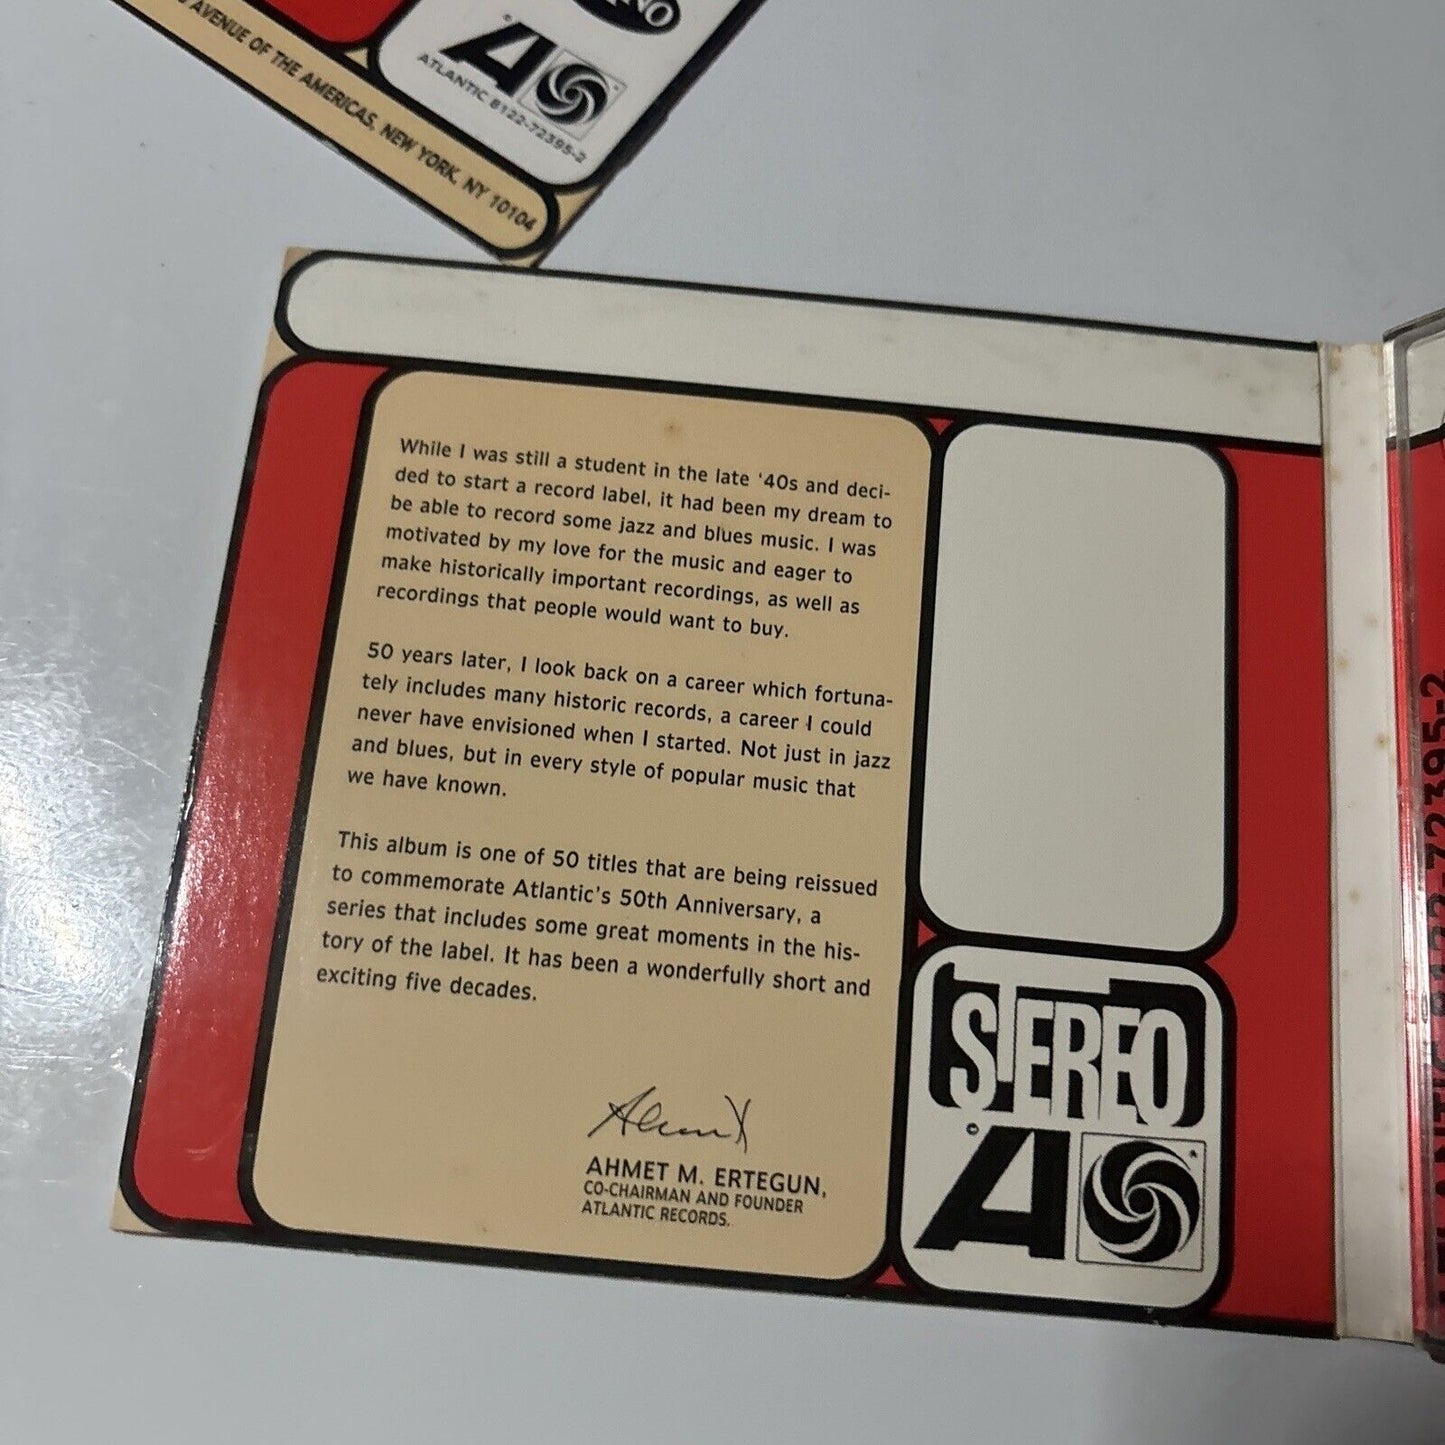 NO
©
ATLANTIC 8122-72395-2
AVENUE OF THE AMERICAS, NEW YORK, NY 10104
While I was still a student in the late '40s and deci-
ded to start a record label, it had been my dream to
be able to record some jazz and blues music. I was
motivated by my love for the music and eager to
make historically important recordings, as well as
recordings that people would want to buy.
50 years later, I look back on a career which fortuna-
tely includes many historic records, a career I could
never have envisioned when I started. Not just in jazz
and blues, but in every style of popular music that
we have known.
This album is one of 50 titles that are being reissued
to commemorate Atlantic's 50th Anniversary, a
series that includes some great moments in the his-
tory of the label. It has been a wonderfully short and
exciting five decades.
Ahmet
AHMET M. ERTEGUN,
CO-CHAIRMAN AND FOUNDER
ATLANTIC RECORDS.
STEREO
©
A
ATLANTIC 8122-72395-2